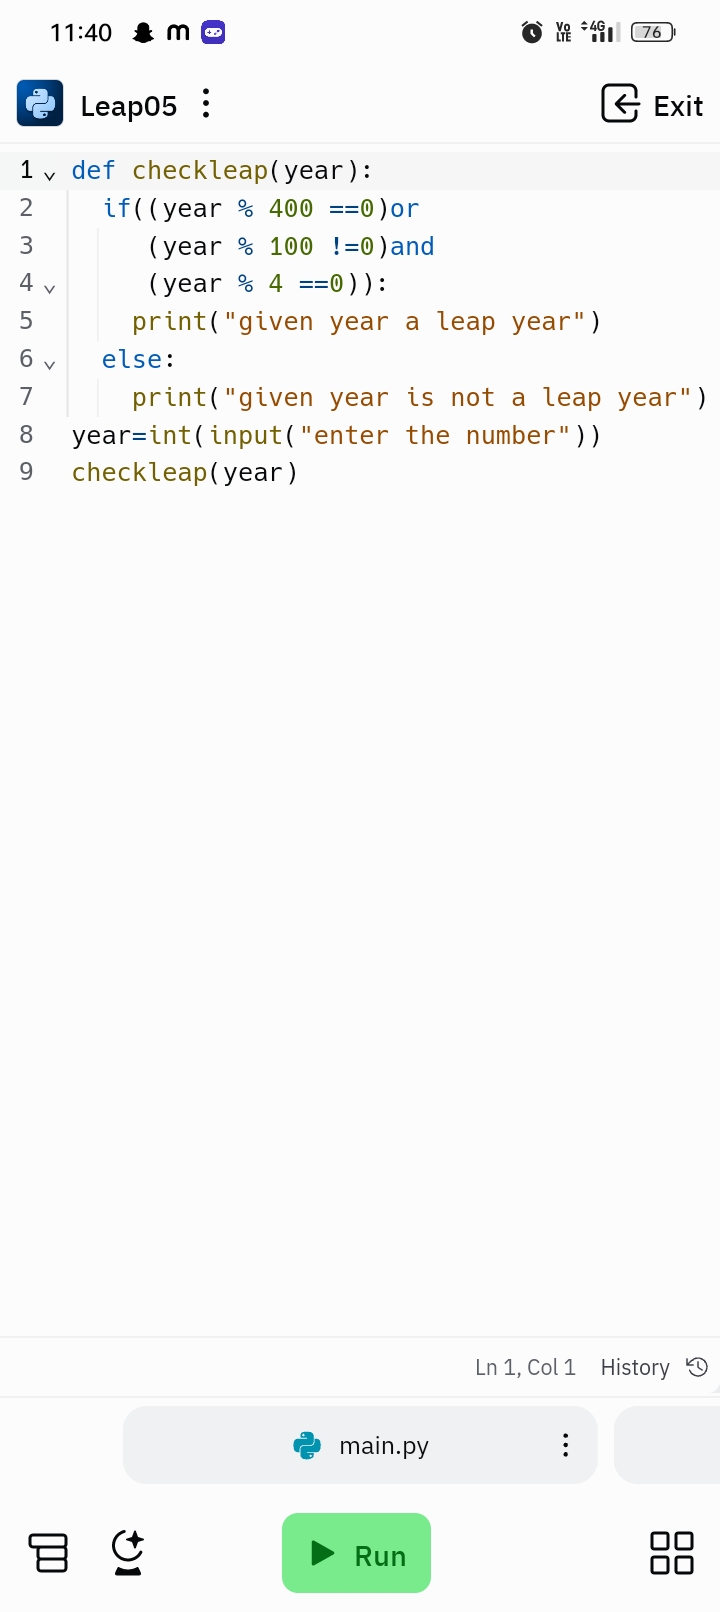 11:40 m Vo LTE 4G 76
Leap05 Exit
1 def checkleap(year):
2 if((year % 400 ==0)or
3 (year % 100 !=0)and
4 (year % 4 ==0)):
5 print("given year a leap year")
6 else:
7 print("given year is not a leap year")
8 year=int(input("enter the number"))
9 checkleap(year)
Ln 1, Col 1 History
main.py
Run